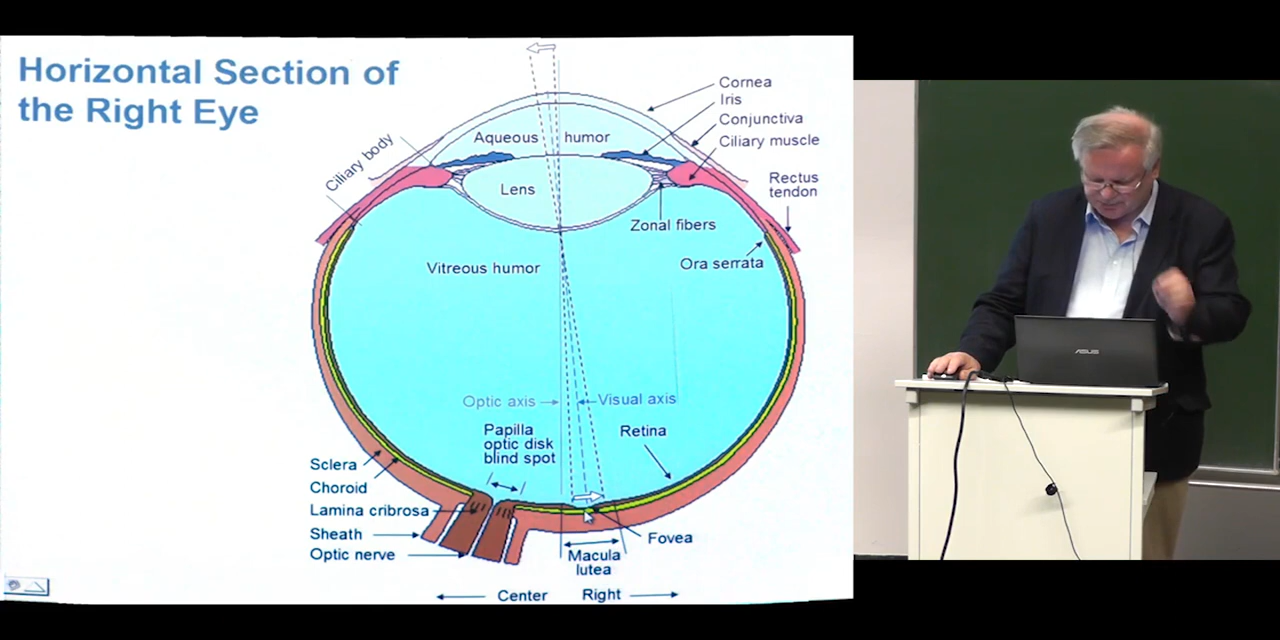 Horizontal Section of
the Right Eye
Cornea
Iris
Conjunctiva
Ciliary muscle
Aqueous humor
Ciliary body
Rectus
tendon
Lens
Zonal fibers
Ora serrata
Vitreous humor
Optic axis
Visual axis
Papilla
optic disk
blind spot
Retina
Sclera
Choroid
Lamina cribrosa
Sheath
Optic nerve
Fovea
Macula
lutea
Center
Right
ASUS